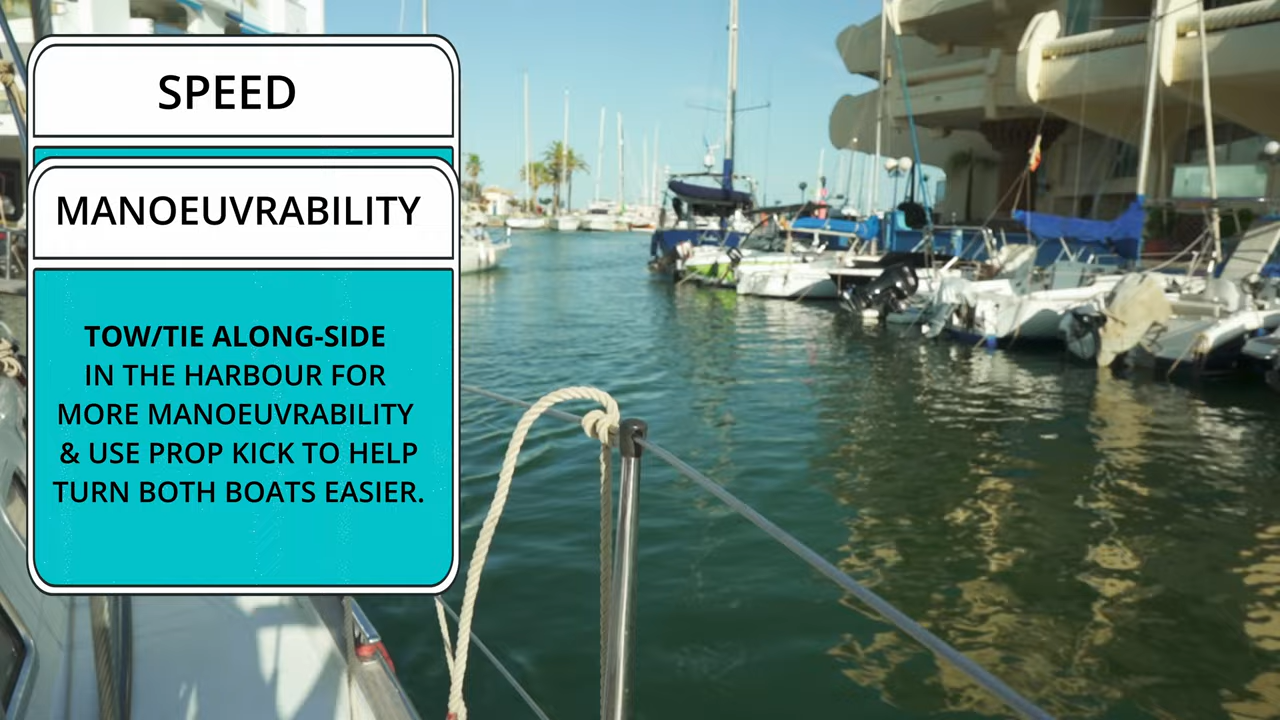 SPEED
MANOEUVRABILITY
TOW/TIE ALONG-SIDE
IN THE HARBOUR FOR
MORE MANOEUVRABILITY
& USE PROP KICK TO HELP
TURN BOTH BOATS EASIER.